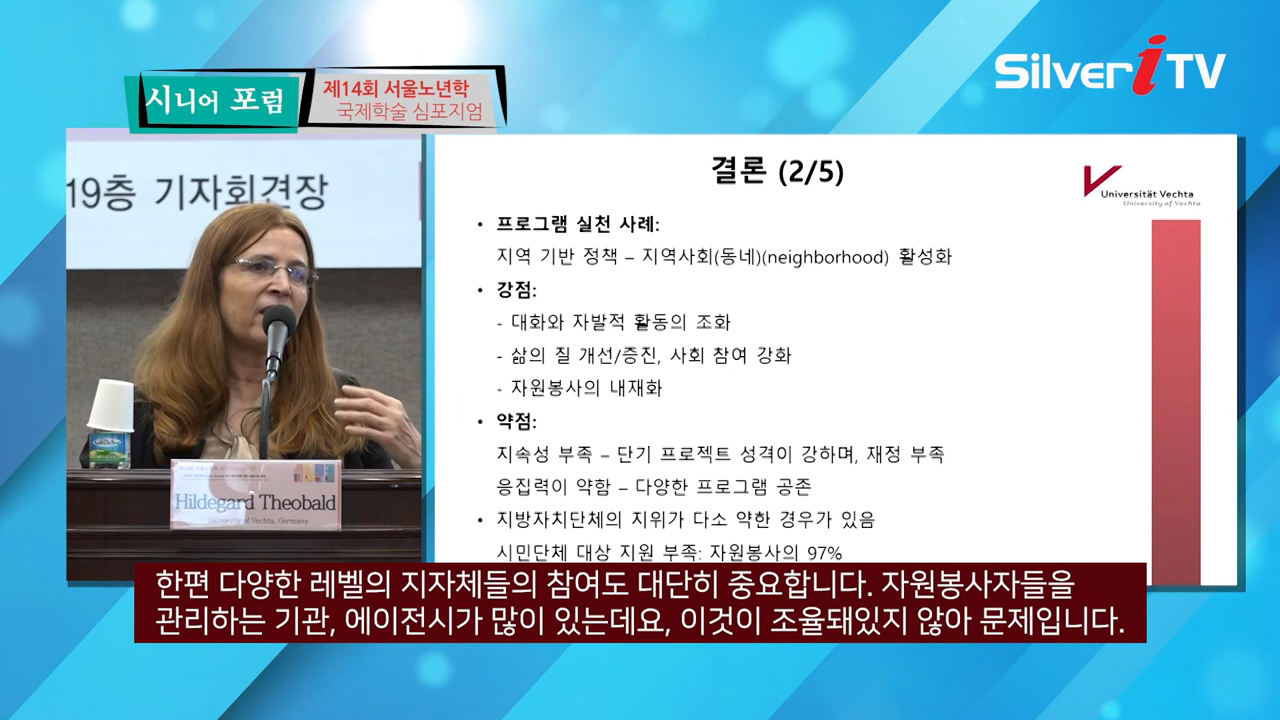 시니어 포럼
제14회 서울노년학
국제학술 심포지엄
Silver i TV
19층 기자회견장
Hildegard Theobald
University of Vechta, Germany
결론 (2/5)
Universität Vechta
University of Vechta
• 프로그램 실천 사례:
지역 기반 정책 – 지역사회(동네)(neighborhood) 활성화
• 강점:
- 대화와 자발적 활동의 조화
- 삶의 질 개선/증진, 사회 참여 강화
- 자원봉사의 내재화
• 약점:
지속성 부족 – 단기 프로젝트 성격이 강하며, 재정 부족
응집력이 약함 – 다양한 프로그램 공존
• 지방자치단체의 지위가 다소 약한 경우가 있음
시민단체 대상 지원 부족: 자원봉사의 97%
한편 다양한 레벨의 지자체들의 참여도 대단히 중요합니다. 자원봉사자들을
관리하는 기관, 에이전시가 많이 있는데요, 이것이 조율돼있지 않아 문제입니다.